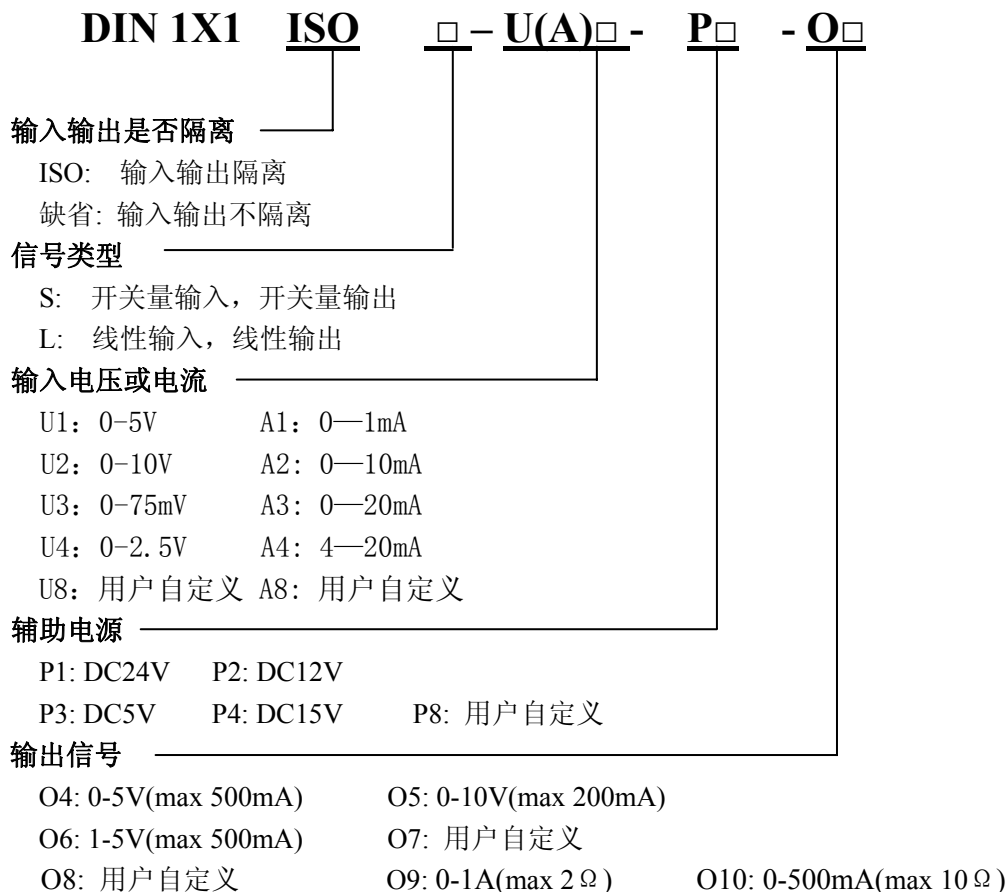 DIN 1X1 ISO □ – U(A)□ - P□ - O□
输入输出是否隔离
ISO: 输入输出隔离
缺省: 输入输出不隔离
信号类型
S: 开关量输入，开关量输出
L: 线性输入，线性输出
输入电压或电流
U1：0-5V A1：0—1mA
U2：0-10V A2：0—10mA
U3：0-75mV A3：0—20mA
U4：0-2.5V A4：4—20mA
U8：用户自定义 A8：用户自定义
辅助电源
P1: DC24V P2: DC12V
P3: DC5V P4: DC15V P8: 用户自定义
输出信号
O4: 0-5V(max 500mA) O5: 0-10V(max 200mA)
O6: 1-5V(max 500mA) O7: 用户自定义
O8: 用户自定义 O9: 0-1A(max 2Ω) O10: 0-500mA(max 10Ω)